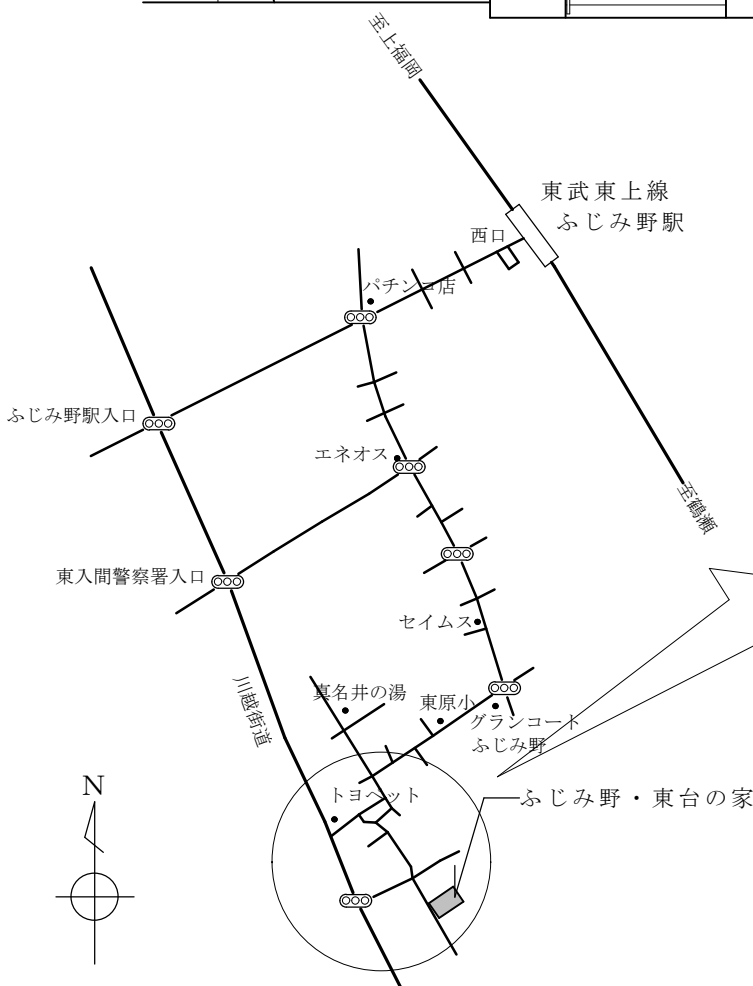 至上福岡
東武東上線
ふじみ野駅
西口
パチンコ店
ふじみ野駅入口
エネオス
至鶴瀬
東入間警察署入口
セイムス
川越街道
真名井の湯
東原小
グランコート
ふじみ野
トヨペット
ふじみ野・東台の家
N